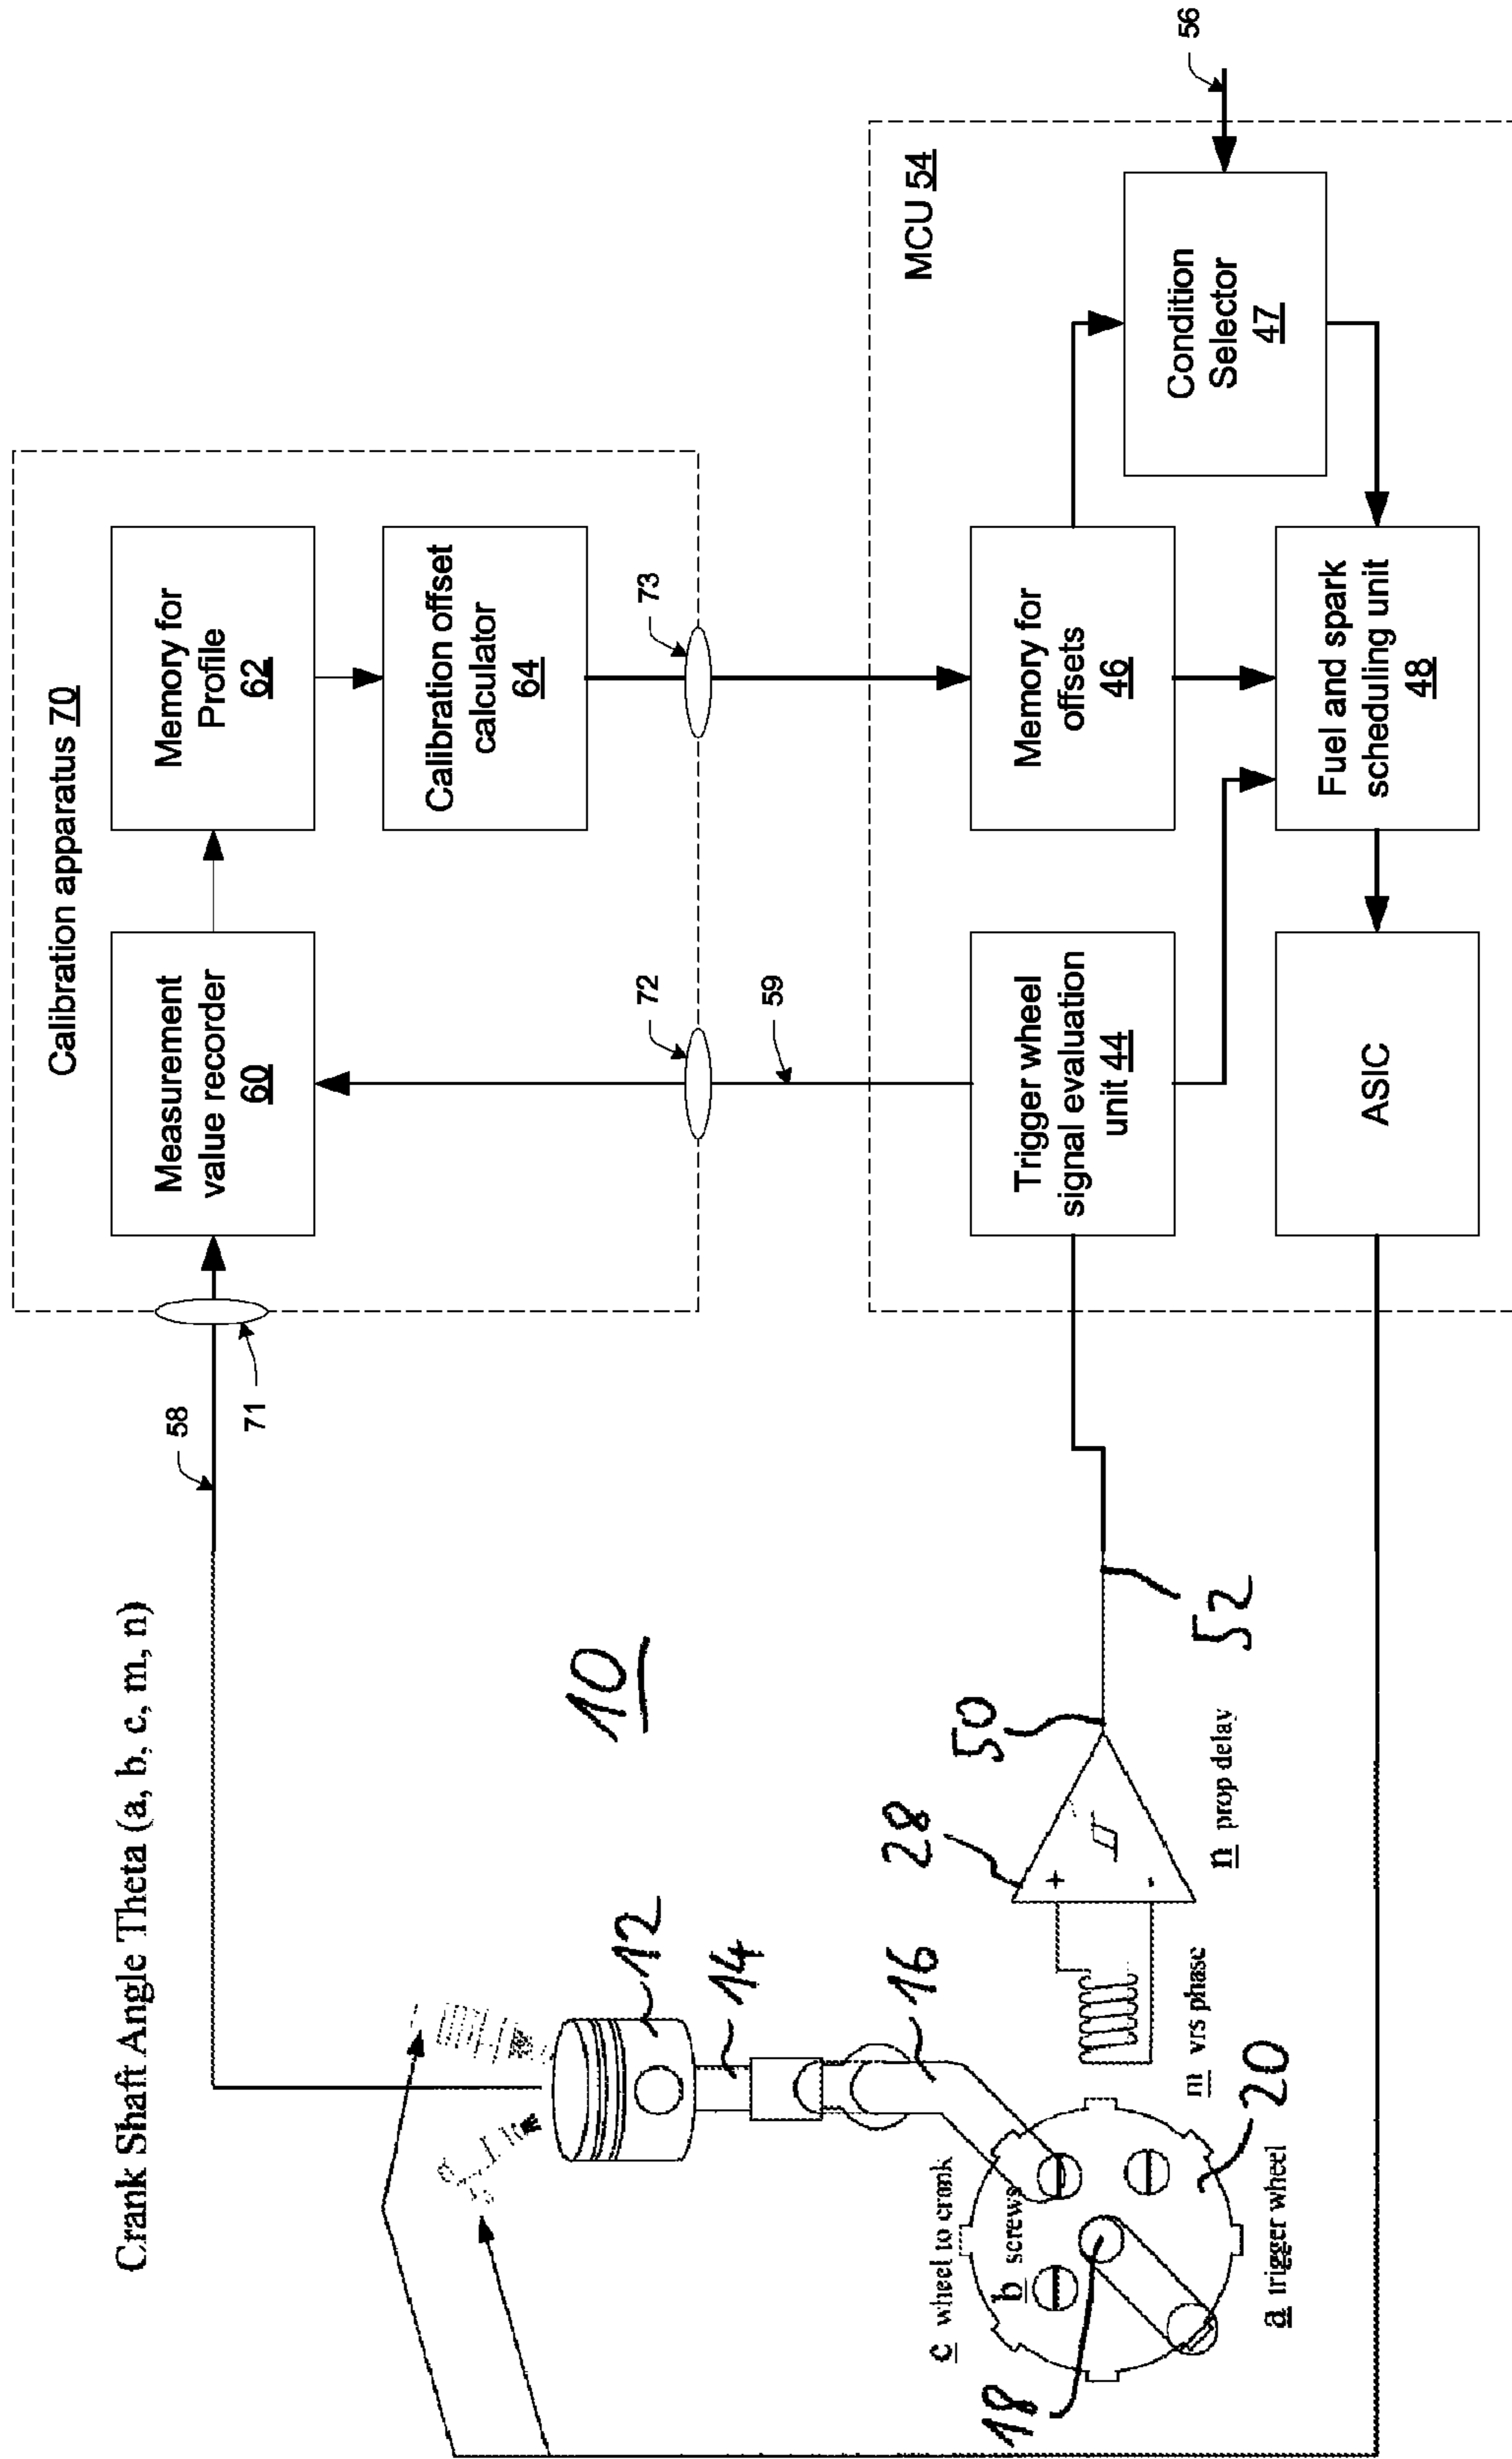 Crank Shaft Angle Theta (a, b, c, m, n)
58
71
Calibration apparatus 70
Measurement
value recorder
60
Memory for
Profile
62
Calibration offset
calculator
64
72
73
59
10
12
14
16
28
50
52
c wheel to crank
b screws
18
a trigger wheel
20
m vrs phase
n prop delay
MCU 54
Trigger wheel
signal evaluation
unit 44
Memory for
offsets
46
Condition
Selector
47
56
ASIC
Fuel and spark
scheduling unit
48